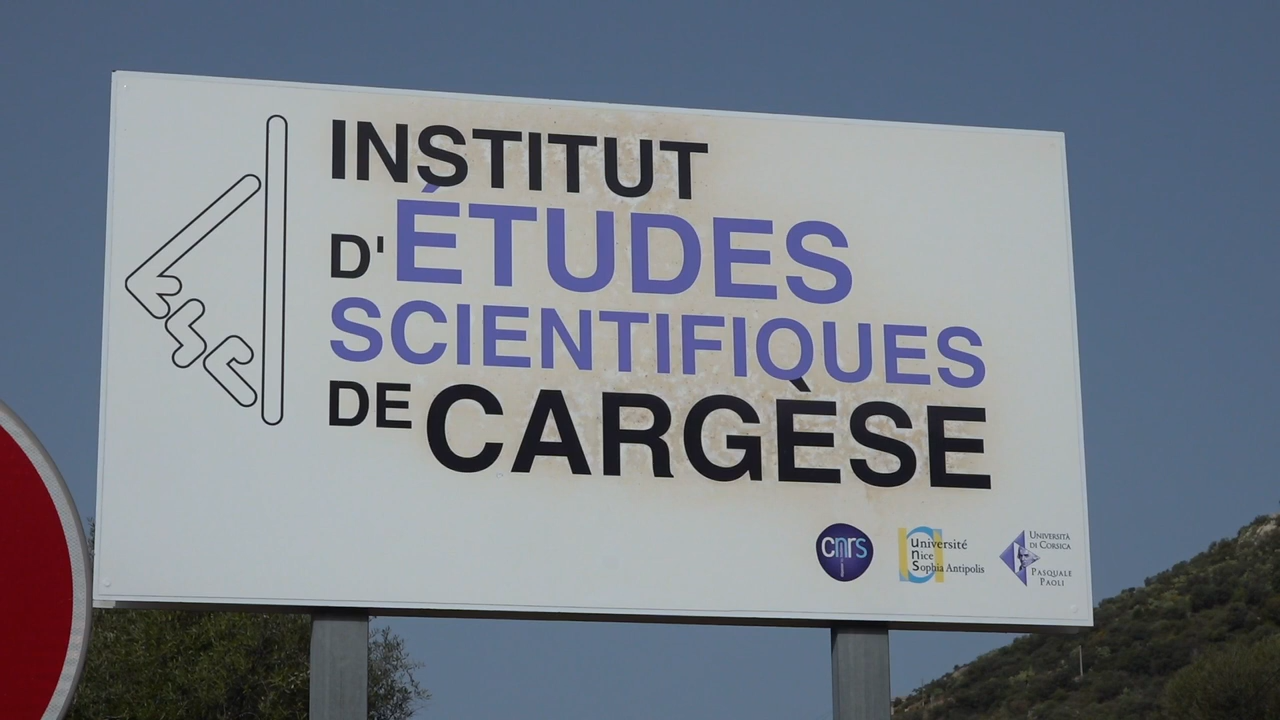 INSTITUT
D'ÉTUDES
SCIENTIFIQUES
DE CARGÈSE
cnrs
université
nice
Sophia Antipolis
UNIVERSITÀ
DI CORSICA
PASQUALE
PAOLI